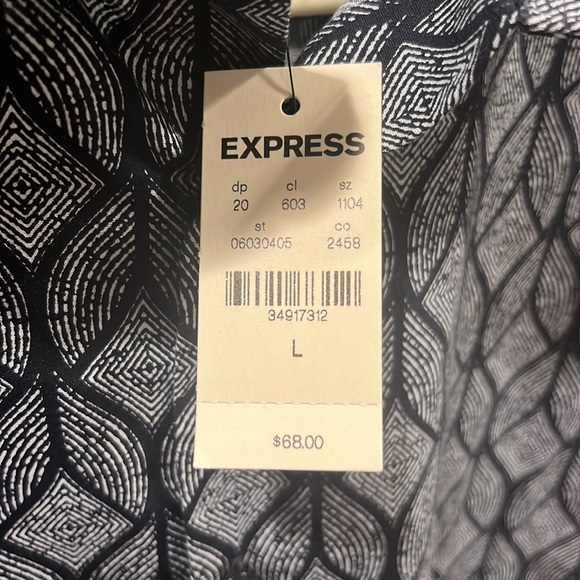 EXPRESS
dp cl sz
20 603 1104
st co
06030405 2458
34917312
L
$68.00